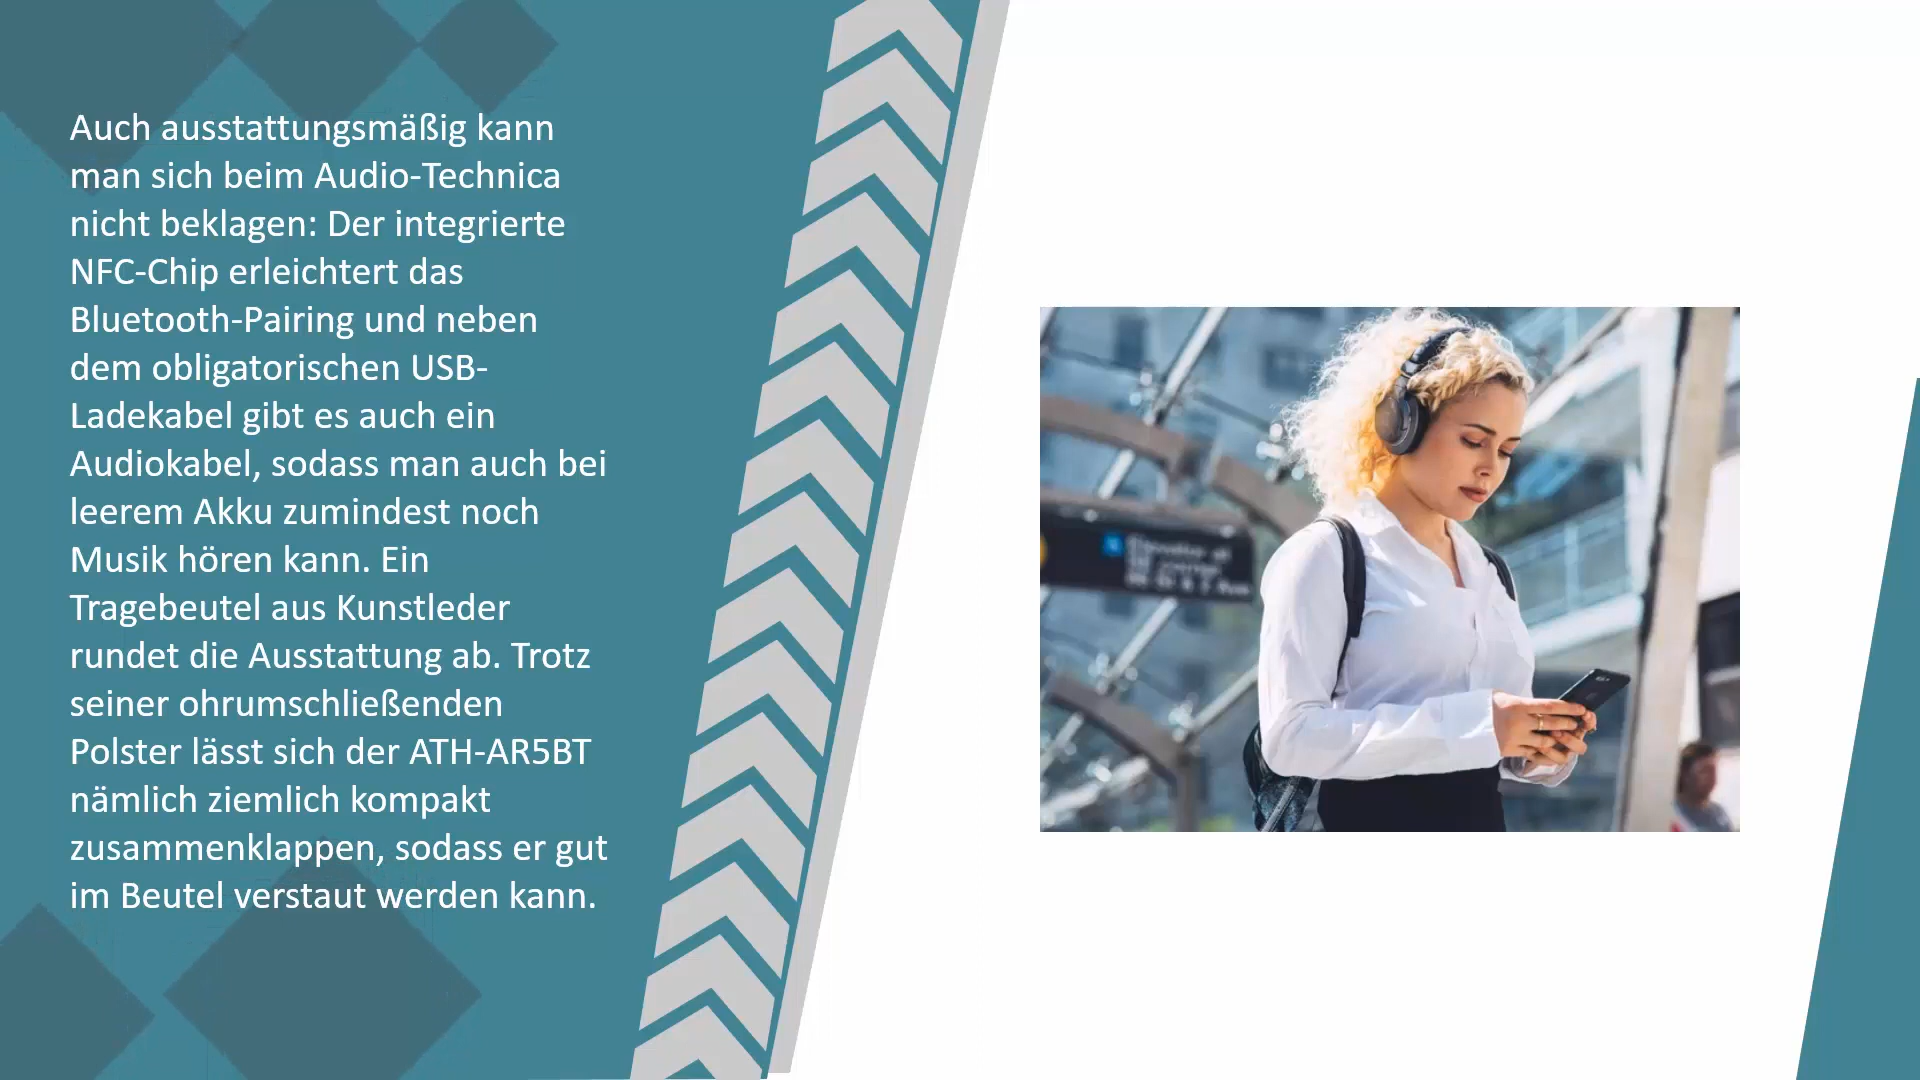 Auch ausstattungsmäßig kann
man sich beim Audio-Technica
nicht beklagen: Der integrierte
NFC-Chip erleichtert das
Bluetooth-Pairing und neben
dem obligatorischen USB-
Ladekabel gibt es auch ein
Audiokabel, sodass man auch bei
leerem Akku zumindest noch
Musik hören kann. Ein
Tragebeutel aus Kunstleder
rundet die Ausstattung ab. Trotz
seiner ohrumschließenden
Polster lässt sich der ATH-AR5BT
nämlich ziemlich kompakt
zusammenklappen, sodass er gut
im Beutel verstaut werden kann.